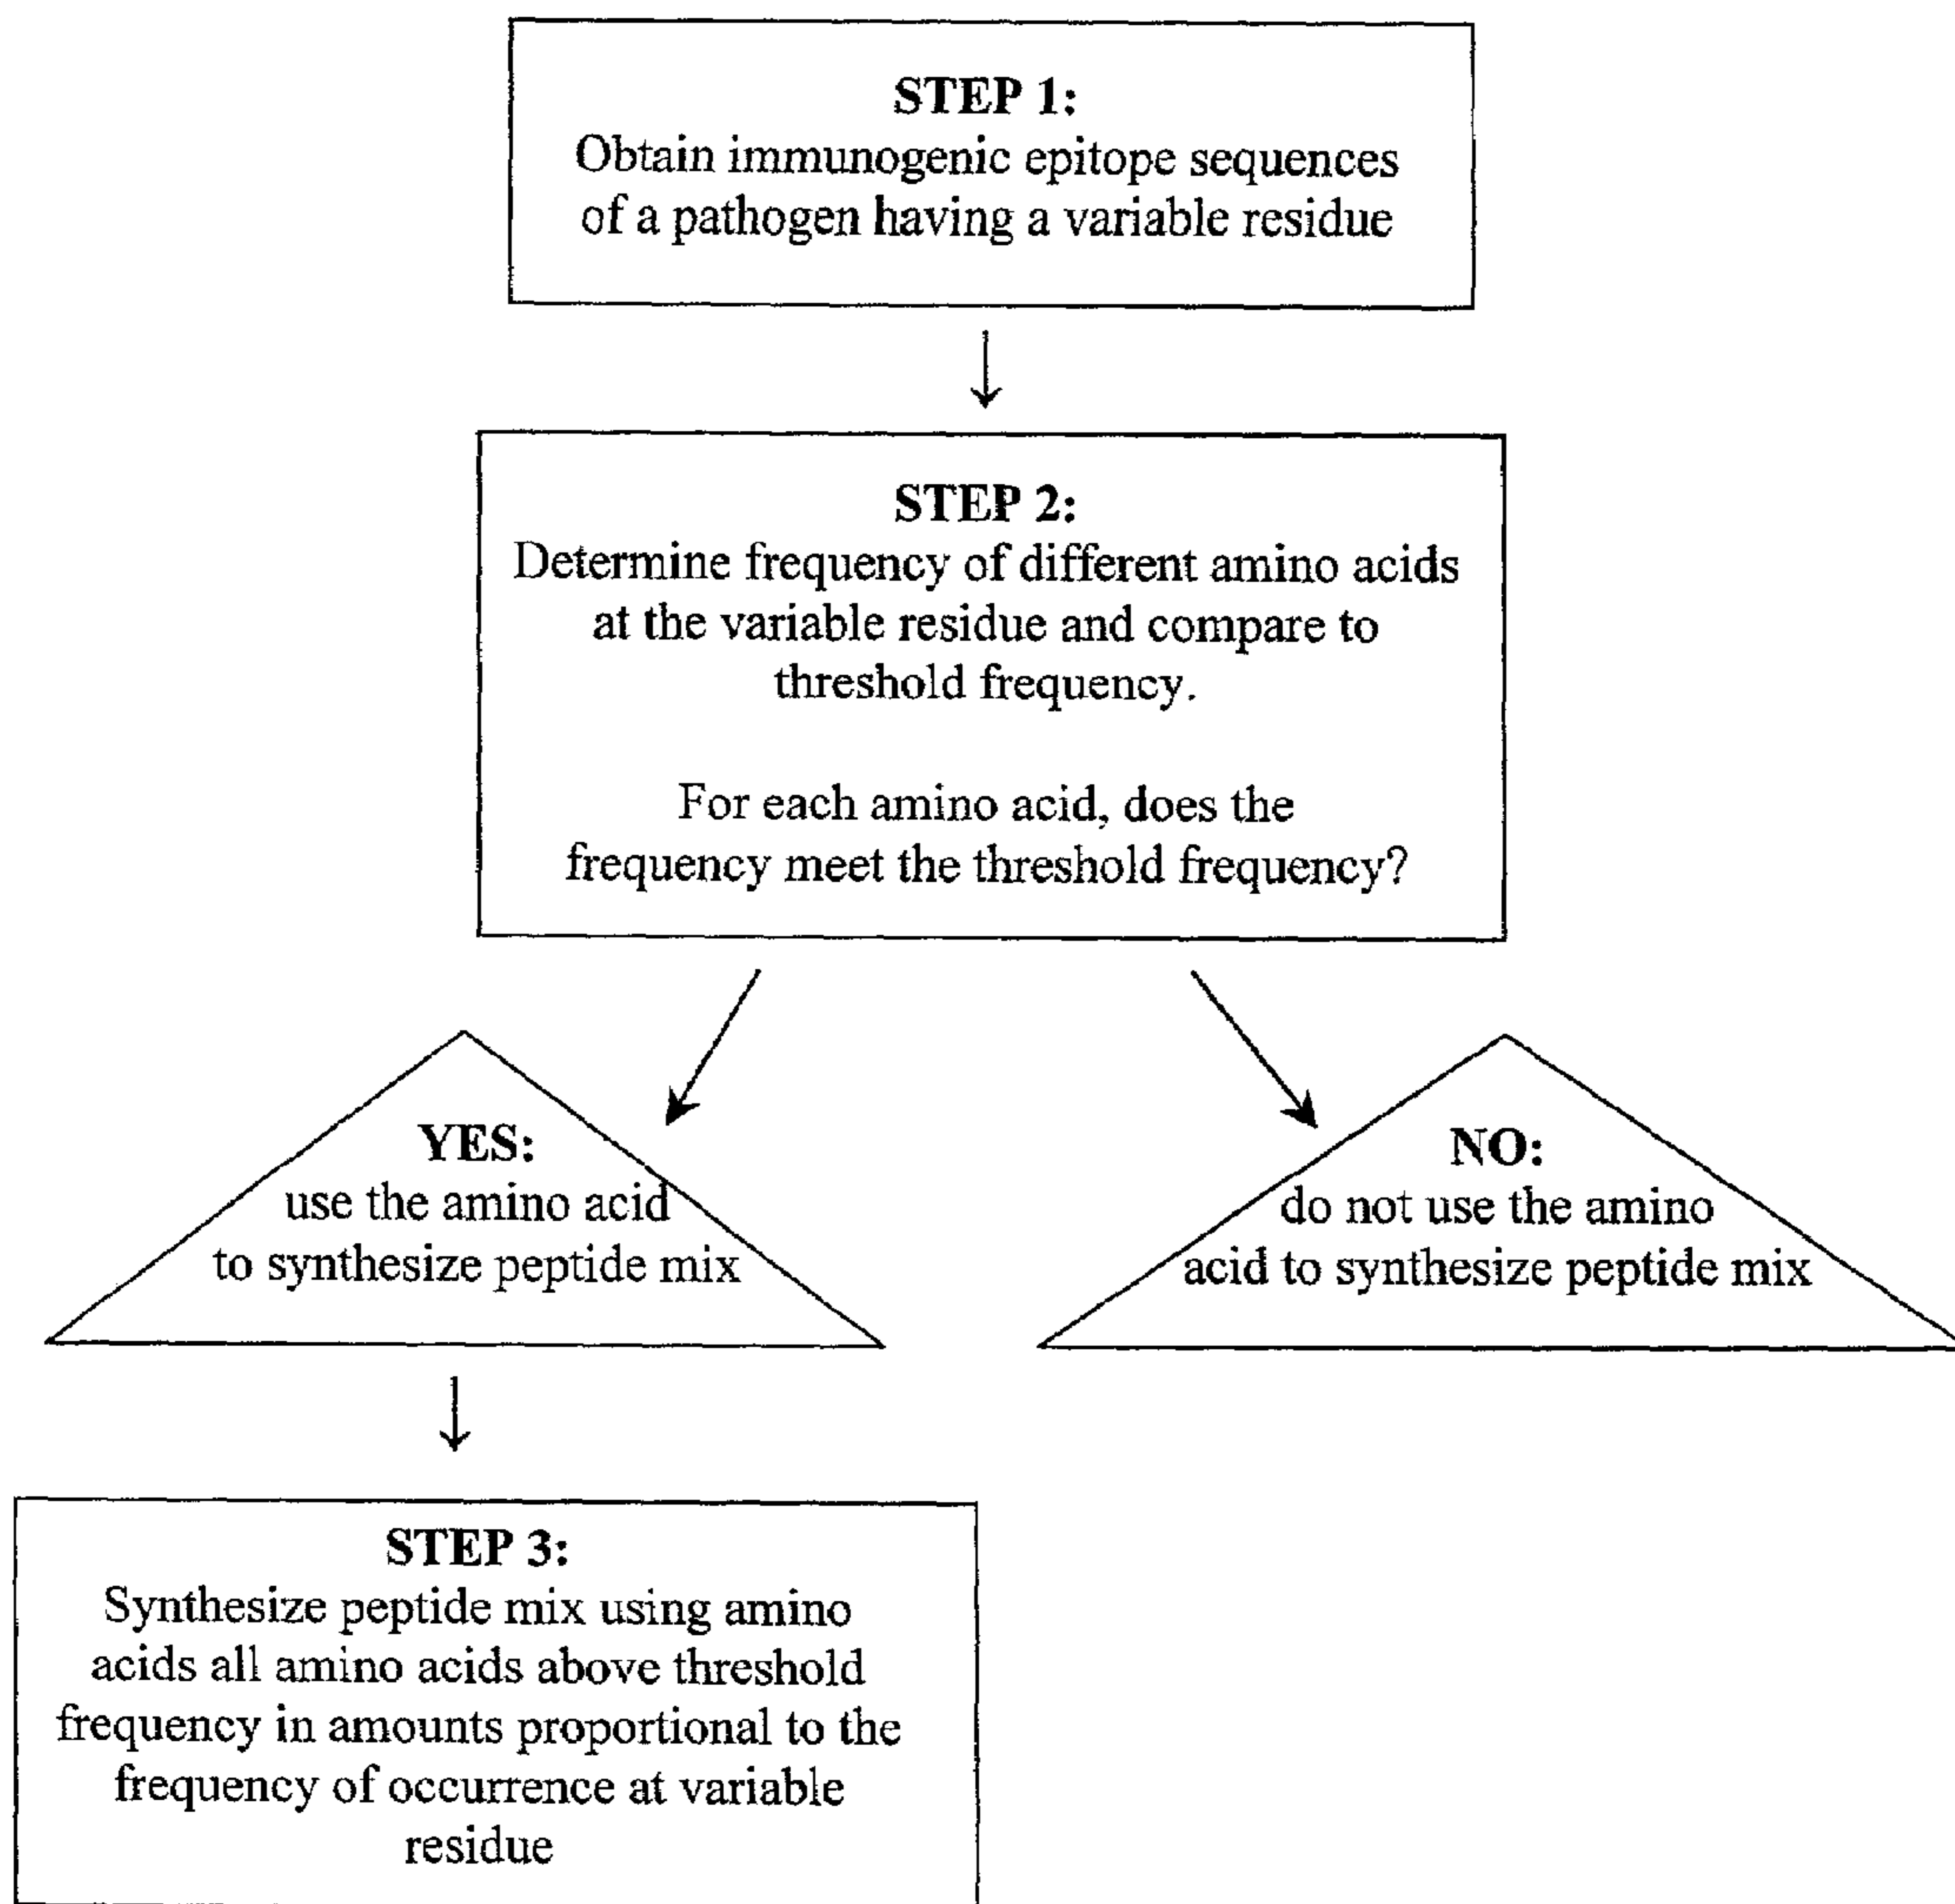 STEP 1:
Obtain immunogenic epitope sequences
of a pathogen having a variable residue
STEP 2:
Determine frequency of different amino acids
at the variable residue and compare to
threshold frequency.
For each amino acid, does the
frequency meet the threshold frequency?
YES:
use the amino acid
to synthesize peptide mix
NO:
do not use the amino
acid to synthesize peptide mix
STEP 3:
Synthesize peptide mix using amino
acids all amino acids above threshold
frequency in amounts proportional to the
frequency of occurrence at variable
residue